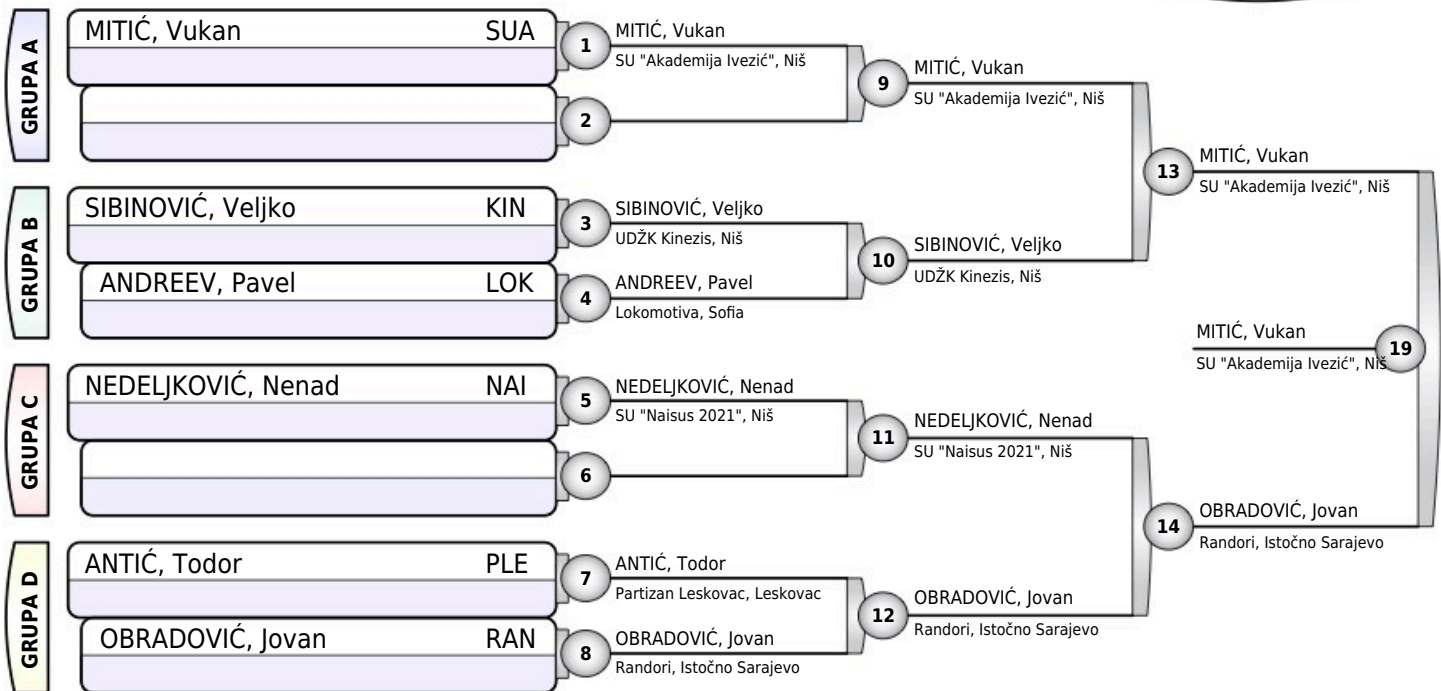 GRUPA A
MITIĆ, Vukan SUA
1
MITIĆ, Vukan
SU "Akademija Ivezić", Niš
2
9
MITIĆ, Vukan
SU "Akademija Ivezić", Niš
GRUPA B
SIBINOVIĆ, Veljko KIN
3
SIBINOVIĆ, Veljko
UDŽK Kinezis, Niš
ANDREEV, Pavel LOK
4
ANDREEV, Pavel
Lokomotiva, Sofia
10
SIBINOVIĆ, Veljko
UDŽK Kinezis, Niš
13
MITIĆ, Vukan
SU "Akademija Ivezić", Niš
GRUPA C
NEDELJKOVIĆ, Nenad NAI
5
NEDELJKOVIĆ, Nenad
SU "Naisus 2021", Niš
6
11
NEDELJKOVIĆ, Nenad
SU "Naisus 2021", Niš
GRUPA D
ANTIĆ, Todor PLE
7
ANTIĆ, Todor
Partizan Leskovac, Leskovac
OBRADOVIĆ, Jovan RAN
8
OBRADOVIĆ, Jovan
Randori, Istočno Sarajevo
12
OBRADOVIĆ, Jovan
Randori, Istočno Sarajevo
14
OBRADOVIĆ, Jovan
Randori, Istočno Sarajevo
MITIĆ, Vukan
SU "Akademija Ivezić", Niš
19